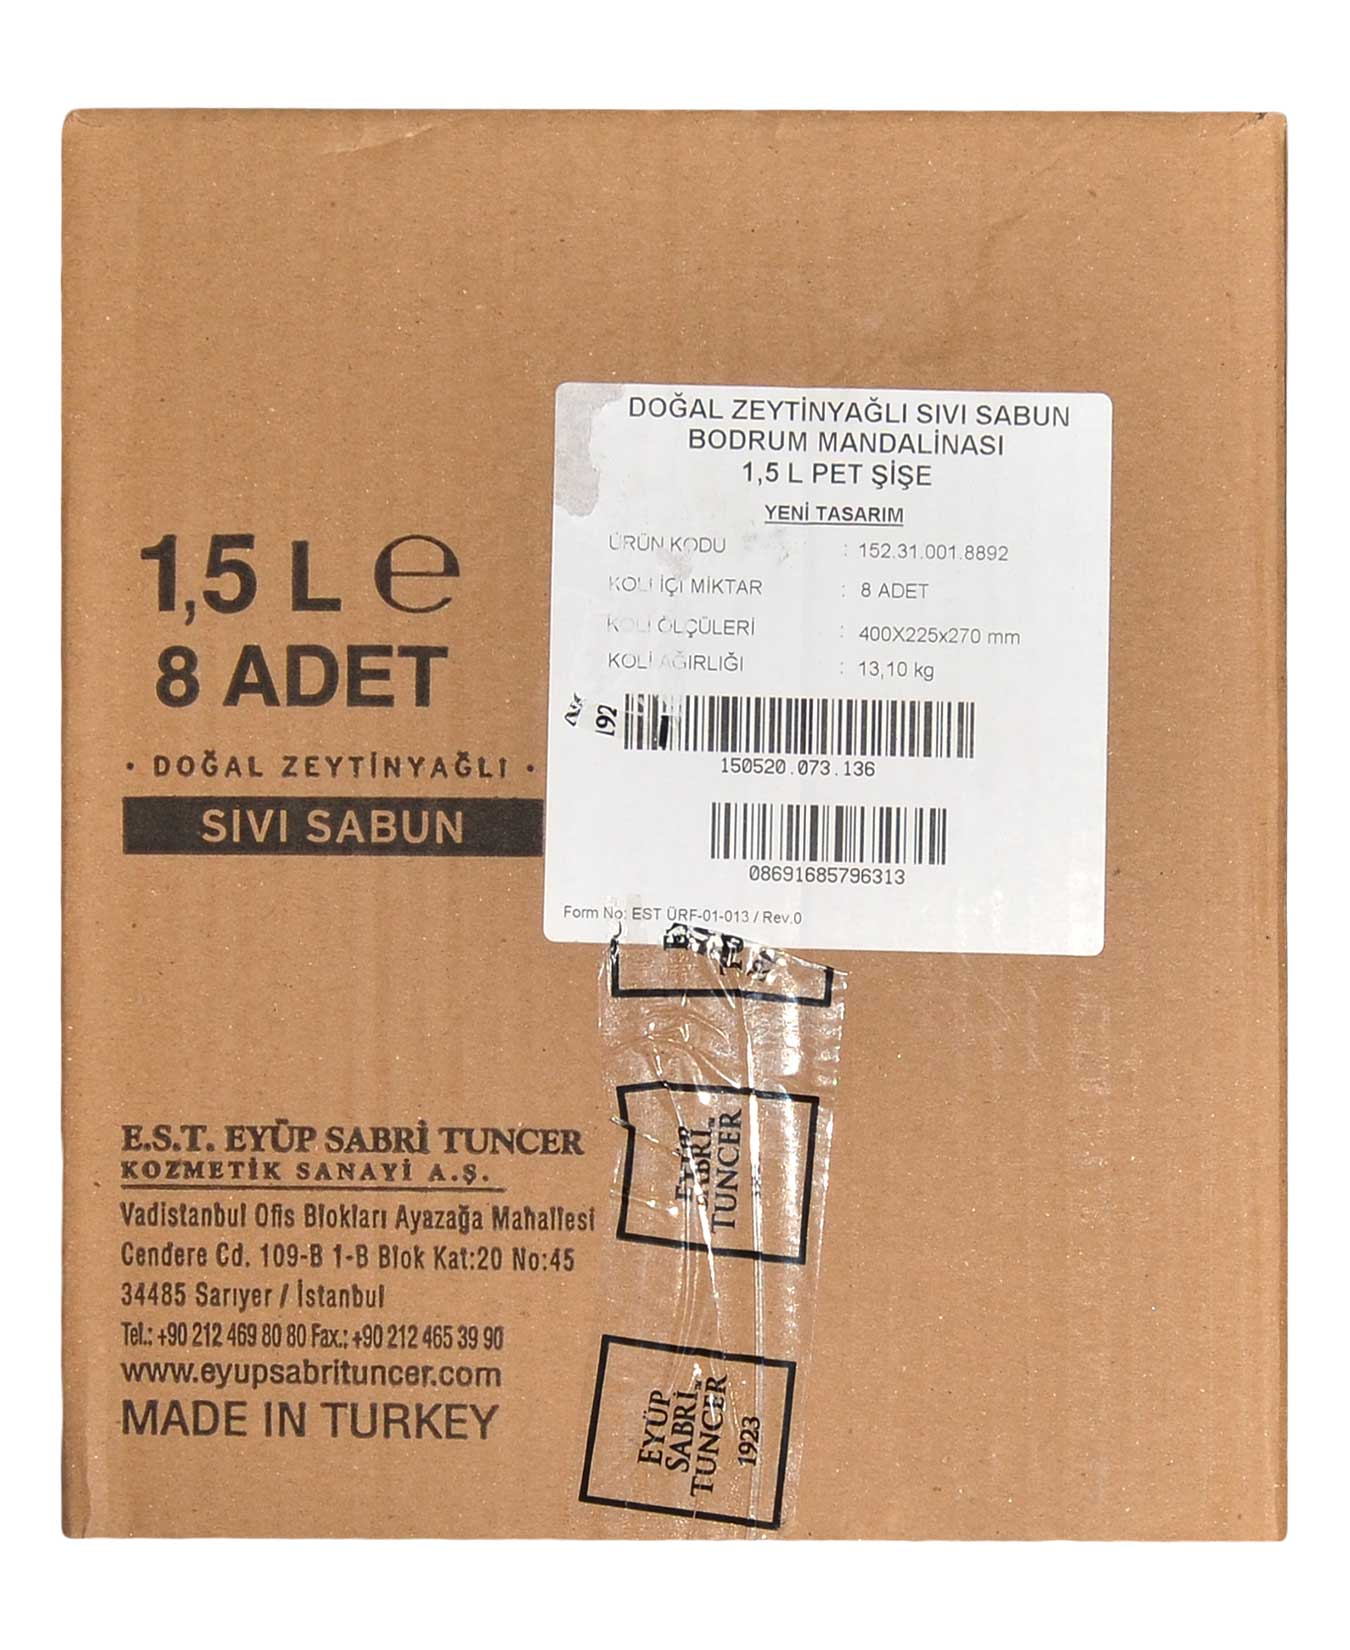 1,5 L e
8 ADET
• DOĞAL ZEYTİNYAĞLI •
SIVI SABUN
DOĞAL ZEYTİNYAĞLI SIVI SABUN
BODRUM MANDALİNASI
1,5 L PET ŞİŞE
YENİ TASARIM
ÜRÜN KODU : 152.31.001.8892
KOLİ İÇİ MİKTAR : 8 ADET
KOLİ ÖLÇÜLERİ : 400X225x270 mm
KOLİ AĞIRLIĞI : 13,10 kg
192
150520.073.136
08691685796313
Form No: EST ÜRF-01-013 / Rev.0
E.S.T. EYÜP SABRİ TUNCER
KOZMETİK SANAYİ A.Ş.
Vadistanbul Ofis Blokları Ayazağa Mahallesi
Cendere Cd. 109-B 1-B Blok Kat:20 No:45
34485 Sarıyer / İstanbul
Tel.: +90 212 469 80 80 Fax.: +90 212 465 39 90
www.eyupsabrituncer.com
MADE IN TURKEY
EYÜP
SABRİ™
TUNCER
EYÜP
SABRİ™
TUNCER
1923